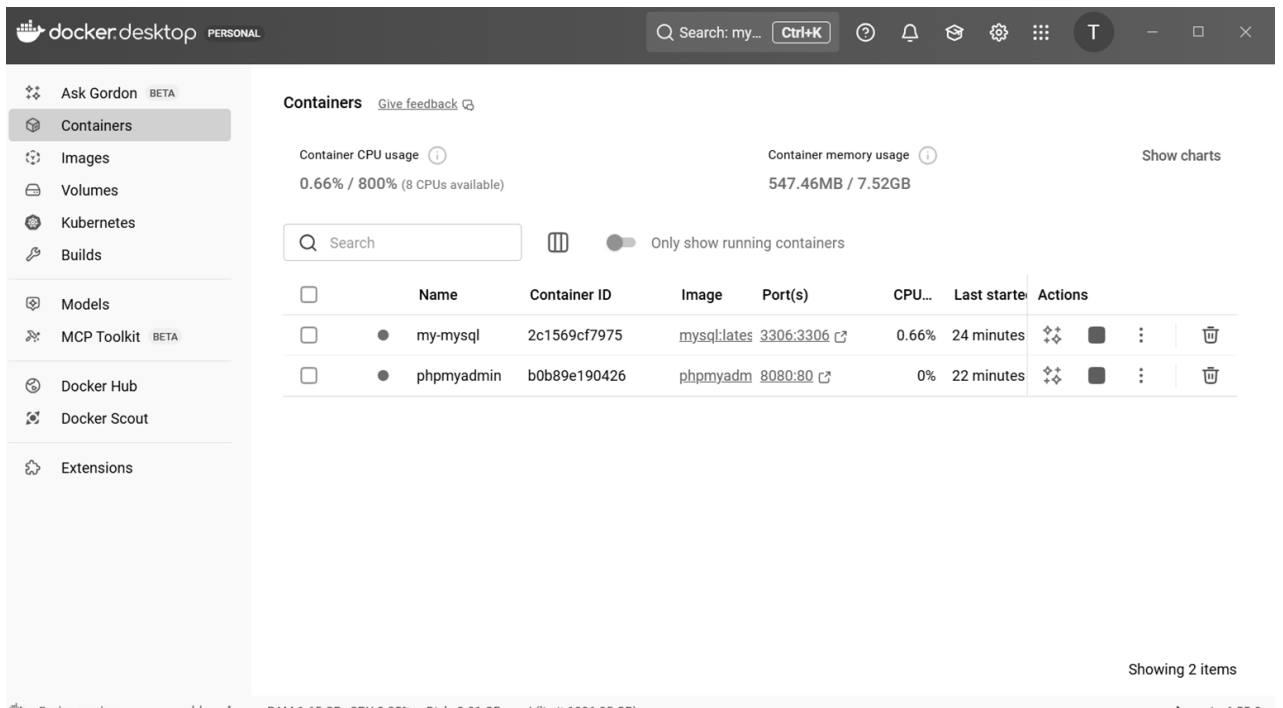 docker.desktop PERSONAL Search: my... Ctrl+K T
Ask Gordon BETA
Containers
Images
Volumes
Kubernetes
Builds
Models
MCP Toolkit BETA
Docker Hub
Docker Scout
Extensions
Containers Give feedback
Container CPU usage
0.66% / 800% (8 CPUs available)
Container memory usage
547.46MB / 7.52GB
Show charts
Search
Only show running containers
Name Container ID Image Port(s) CPU... Last starte Actions
my-mysql 2c1569cf7975 mysql:lates 3306:3306 0.66% 24 minutes
phpmyadmin b0b89e190426 phpmyadm 8080:80 0% 22 minutes
Showing 2 items